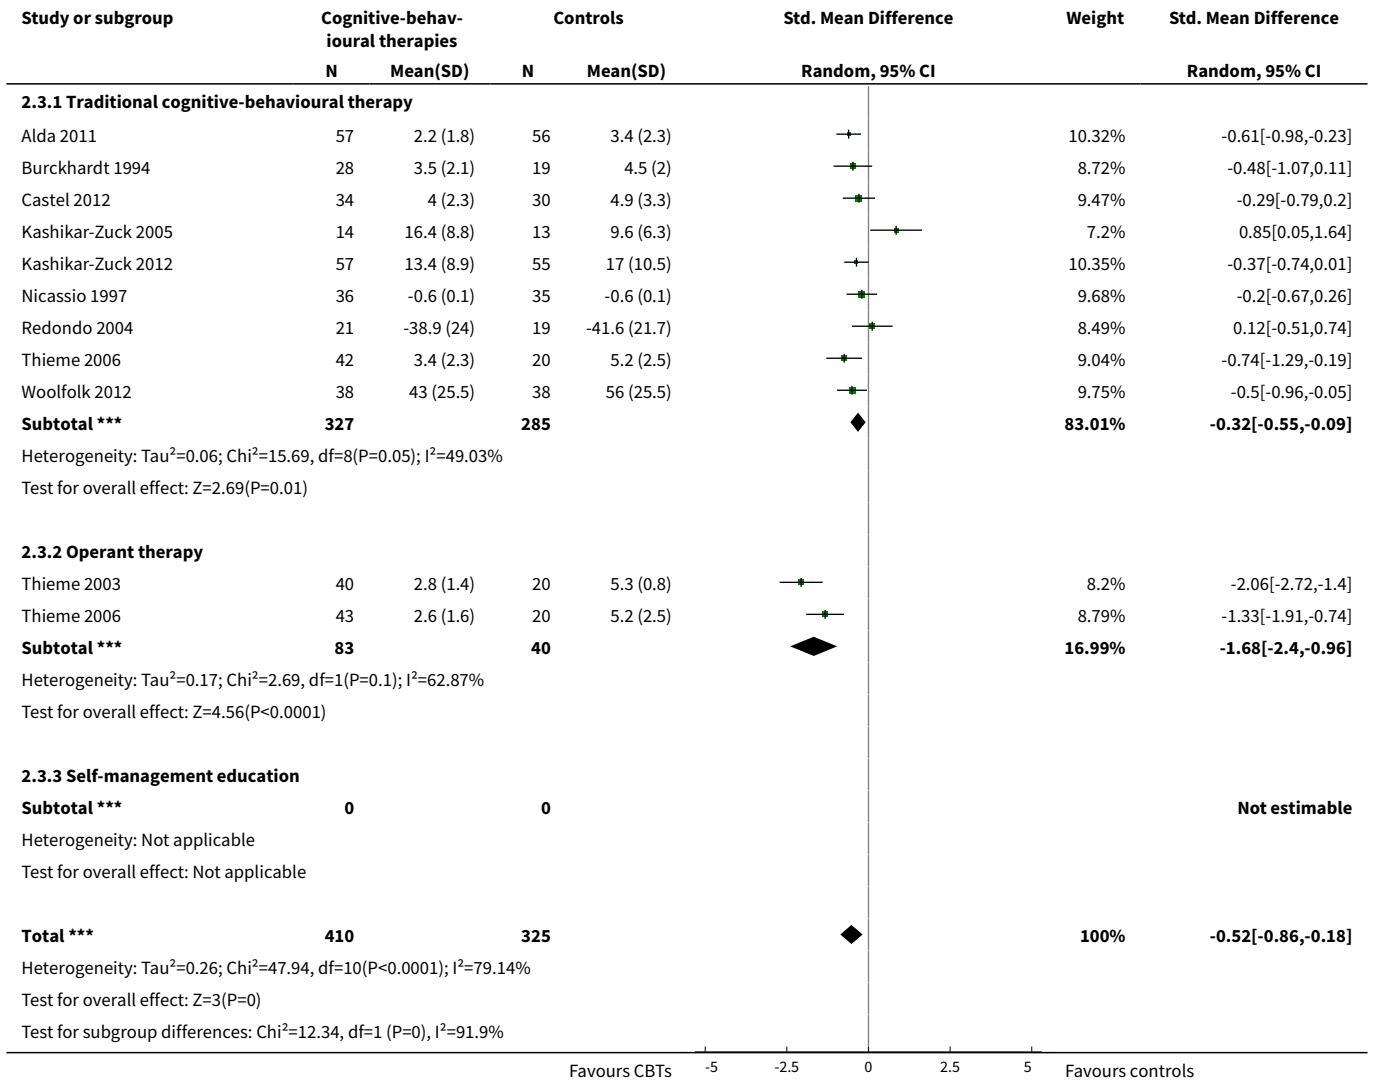 Study or subgroup Cognitive-behav- Controls Std. Mean Difference Weight Std. Mean Difference
ioural therapies
N Mean(SD) N Mean(SD) Random, 95% CI Random, 95% CI
2.3.1 Traditional cognitive-behavioural therapy
Alda 2011 57 2.2 (1.8) 56 3.4 (2.3) 10.32% -0.61[-0.98,-0.23]
Burckhardt 1994 28 3.5 (2.1) 19 4.5 (2) 8.72% -0.48[-1.07,0.11]
Castel 2012 34 4 (2.3) 30 4.9 (3.3) 9.47% -0.29[-0.79,0.2]
Kashikar-Zuck 2005 14 16.4 (8.8) 13 9.6 (6.3) 7.2% 0.85[0.05,1.64]
Kashikar-Zuck 2012 57 13.4 (8.9) 55 17 (10.5) 10.35% -0.37[-0.74,0.01]
Nicassio 1997 36 -0.6 (0.1) 35 -0.6 (0.1) 9.68% -0.2[-0.67,0.26]
Redondo 2004 21 -38.9 (24) 19 -41.6 (21.7) 8.49% 0.12[-0.51,0.74]
Thieme 2006 42 3.4 (2.3) 20 5.2 (2.5) 9.04% -0.74[-1.29,-0.19]
Woolfolk 2012 38 43 (25.5) 38 56 (25.5) 9.75% -0.5[-0.96,-0.05]
Subtotal *** 327 285 83.01% -0.32[-0.55,-0.09]
Heterogeneity: Tau²=0.06; Chi²=15.69, df=8(P=0.05); I²=49.03%
Test for overall effect: Z=2.69(P=0.01)
2.3.2 Operant therapy
Thieme 2003 40 2.8 (1.4) 20 5.3 (0.8) 8.2% -2.06[-2.72,-1.4]
Thieme 2006 43 2.6 (1.6) 20 5.2 (2.5) 8.79% -1.33[-1.91,-0.74]
Subtotal *** 83 40 16.99% -1.68[-2.4,-0.96]
Heterogeneity: Tau²=0.17; Chi²=2.69, df=1(P=0.1); I²=62.87%
Test for overall effect: Z=4.56(P<0.0001)
2.3.3 Self-management education
Subtotal *** 0 0 Not estimable
Heterogeneity: Not applicable
Test for overall effect: Not applicable
Total *** 410 325 100% -0.52[-0.86,-0.18]
Heterogeneity: Tau²=0.26; Chi²=47.94, df=10(P<0.0001); I²=79.14%
Test for overall effect: Z=3(P=0)
Test for subgroup differences: Chi²=12.34, df=1 (P=0), I²=91.9%
Favours CBTs -5 -2.5 0 2.5 5 Favours controls